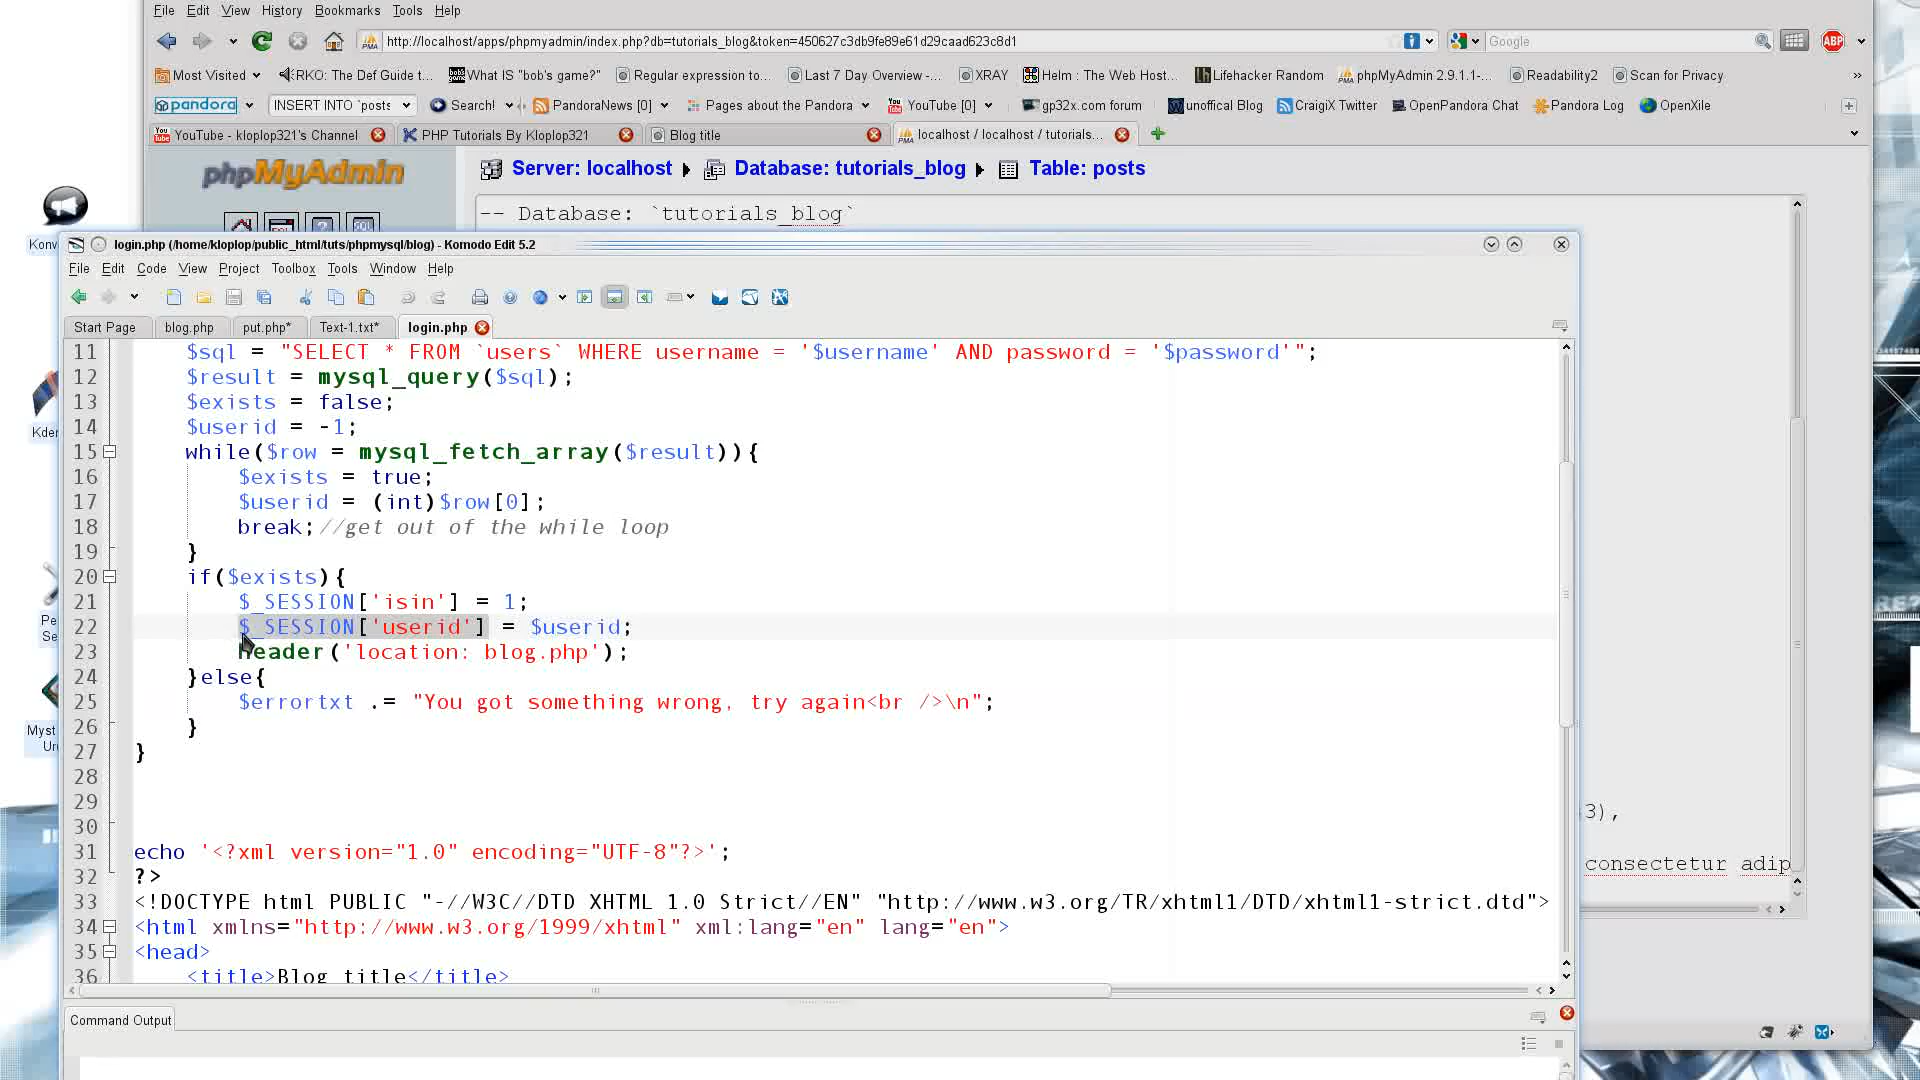 File Edit View History Bookmarks Tools Help
http://localhost/apps/phpmyadmin/index.php?db=tutorials_blog&token=450627c3db9fe89e61d29caad623c8d1
Google
ABP
Most Visited RKO: The Def Guide t... What IS "bob's game?" Regular expression to... Last 7 Day Overview -... XRAY Helm : The Web Host... Lifehacker Random phpMyAdmin 2.9.1.1-... Readability2 Scan for Privacy
pandora INSERT INTO `posts Search! PandoraNews [0] Pages about the Pandora YouTube [0] gp32x.com forum unoffical Blog CraigiX Twitter OpenPandora Chat Pandora Log OpenXile
YouTube - kloplop321's Channel PHP Tutorials By Kloplop321 Blog title localhost / localhost / tutorials...
phpMyAdmin
Server: localhost Database: tutorials_blog Table: posts
-- Database: `tutorials_blog`
Konv
login.php (/home/kloplop/public_html/tuts/phpmysql/blog) - Komodo Edit 5.2
File Edit Code View Project Toolbox Tools Window Help
Start Page blog.php put.php* Text-1.txt* login.php
11 $sql = "SELECT * FROM `users` WHERE username = '$username' AND password = '$password'";
12 $result = mysql_query($sql);
13 $exists = false;
14 $userid = -1;
15 while($row = mysql_fetch_array($result)){
16 $exists = true;
17 $userid = (int)$row[0];
18 break;//get out of the while loop
19 }
20 if($exists){
21 $_SESSION['isin'] = 1;
22 $_SESSION['userid'] = $userid;
23 header('location: blog.php');
24 }else{
25 $errortxt .= "You got something wrong, try again<br />\n";
26 }
27 }
28
29
30
31 echo '<?xml version="1.0" encoding="UTF-8"?>';
32 ?>
33 <!DOCTYPE html PUBLIC "-//W3C//DTD XHTML 1.0 Strict//EN" "http://www.w3.org/TR/xhtml1/DTD/xhtml1-strict.dtd">
34 <html xmlns="http://www.w3.org/1999/xhtml" xml:lang="en" lang="en">
35 <head>
36 <title>Blog title</title>
Command Output
Kder
Pe
Se
Myst
Ur
3),
consectetur adip